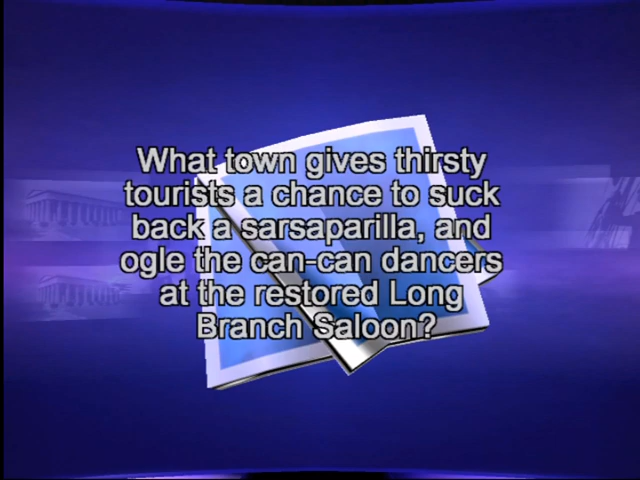 What town gives thirsty
tourists a chance to suck
back a sarsaparilla, and
ogle the can-can dancers
at the restored Long
Branch Saloon?